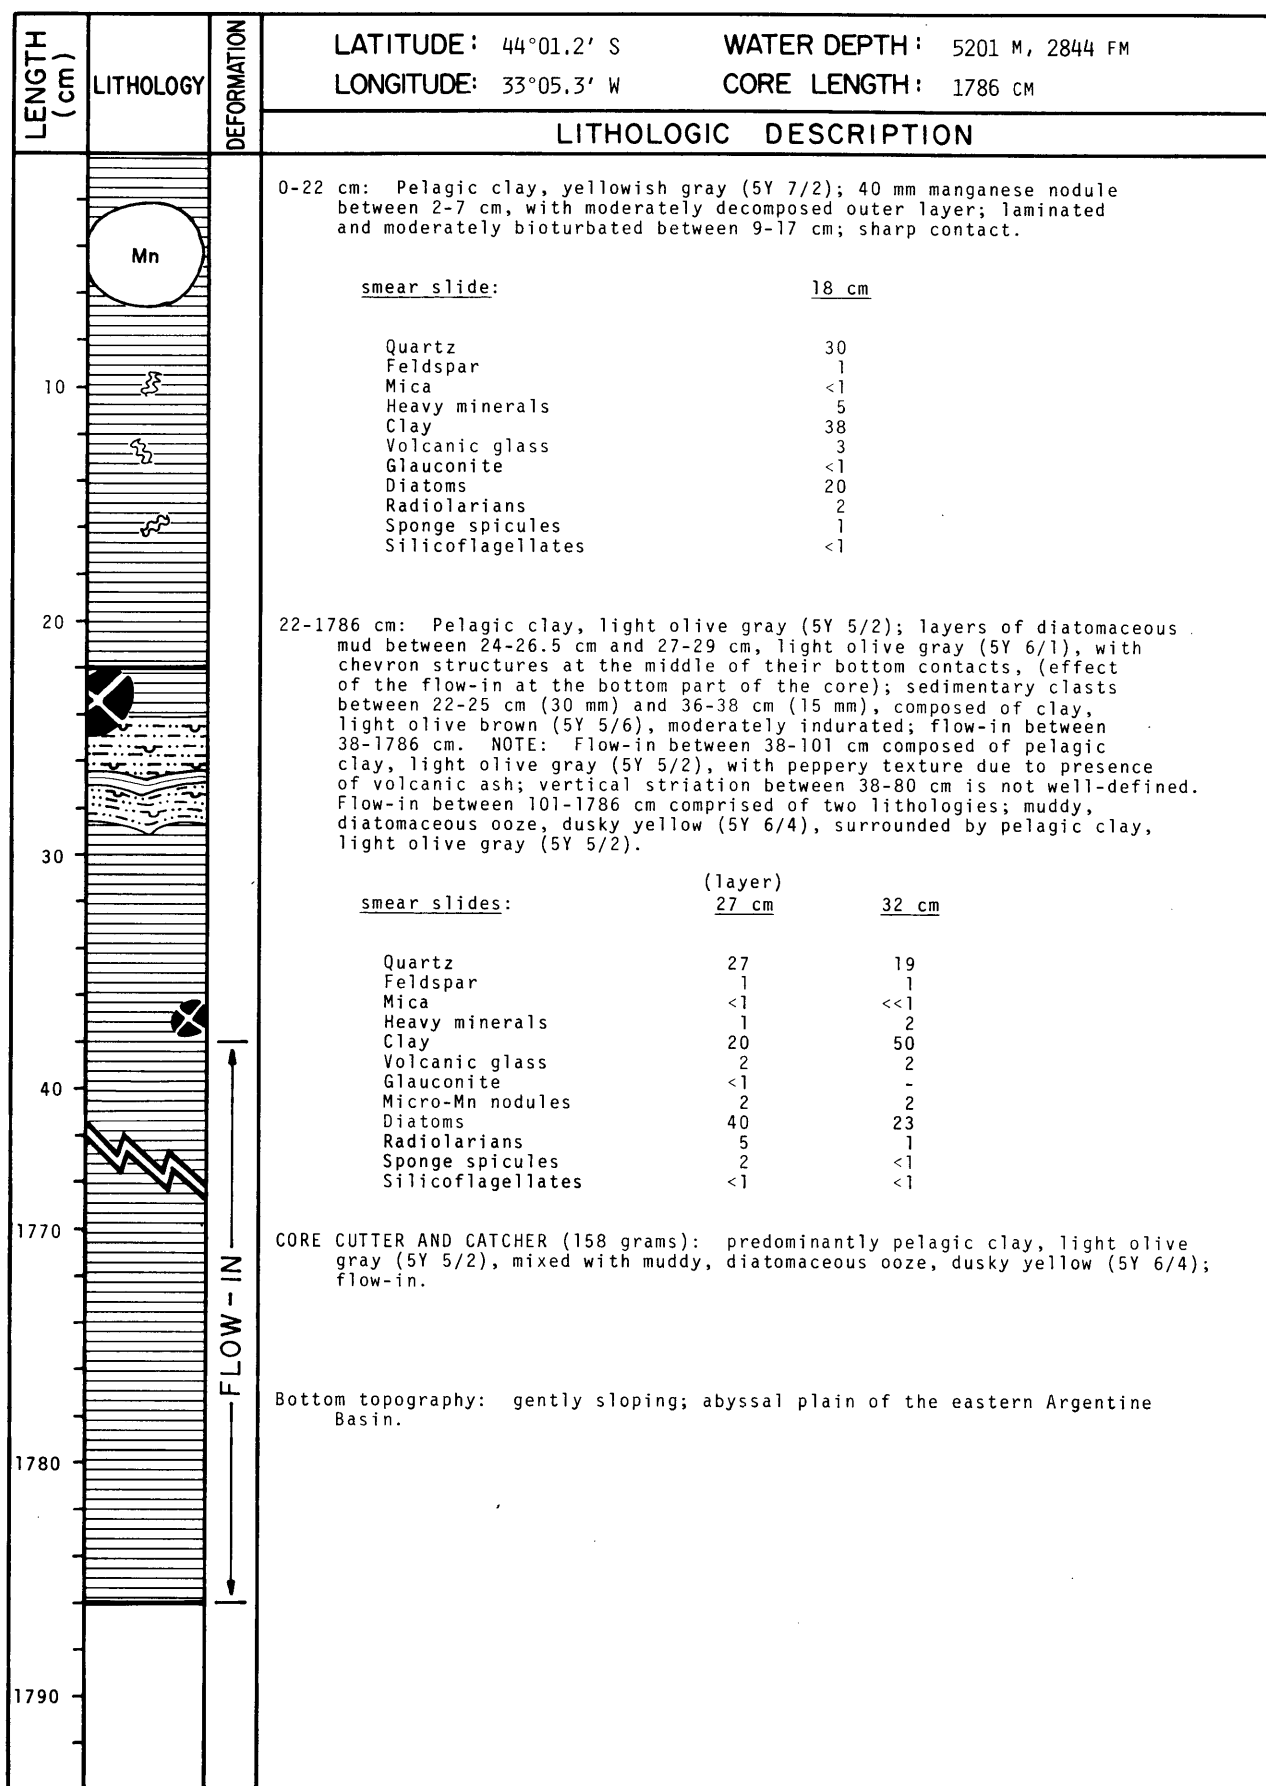 LENGTH (cm)
LITHOLOGY
DEFORMATION
LATITUDE: 44°01.2' S WATER DEPTH: 5201 M, 2844 FM
LONGITUDE: 33°05.3' W CORE LENGTH: 1786 CM
LITHOLOGIC DESCRIPTION
0-22 cm: Pelagic clay, yellowish gray (5Y 7/2); 40 mm manganese nodule
between 2-7 cm, with moderately decomposed outer layer; laminated
and moderately bioturbated between 9-17 cm; sharp contact.
Mn
smear slide: 18 cm
Quartz 30
Feldspar 1
Mica <1
Heavy minerals 5
Clay 38
Volcanic glass 3
Glauconite <1
Diatoms 20
Radiolarians 2
Sponge spicules 1
Silicoflagellates <1
10
20
22-1786 cm: Pelagic clay, light olive gray (5Y 5/2); layers of diatomaceous
mud between 24-26.5 cm and 27-29 cm, light olive gray (5Y 6/1), with
chevron structures at the middle of their bottom contacts, (effect
of the flow-in at the bottom part of the core); sedimentary clasts
between 22-25 cm (30 mm) and 36-38 cm (15 mm), composed of clay,
light olive brown (5Y 5/6), moderately indurated; flow-in between
38-1786 cm. NOTE: Flow-in between 38-101 cm composed of pelagic
clay, light olive gray (5Y 5/2), with peppery texture due to presence
of volcanic ash; vertical striation between 38-80 cm is not well-defined.
Flow-in between 101-1786 cm comprised of two lithologies; muddy,
diatomaceous ooze, dusky yellow (5Y 6/4), surrounded by pelagic clay,
light olive gray (5Y 5/2).
30
(layer)
smear slides: 27 cm 32 cm
Quartz 27 19
Feldspar 1 1
Mica <1 <<1
Heavy minerals 1 2
Clay 20 50
Volcanic glass 2 2
Glauconite <1 -
Micro-Mn nodules 2 2
Diatoms 40 23
Radiolarians 5 1
Sponge spicules 2 <1
Silicoflagellates <1 <1
40
1770
CORE CUTTER AND CATCHER (158 grams): predominantly pelagic clay, light olive
gray (5Y 5/2), mixed with muddy, diatomaceous ooze, dusky yellow (5Y 6/4);
flow-in.
FLOW-IN
Bottom topography: gently sloping; abyssal plain of the eastern Argentine
Basin.
1780
1790